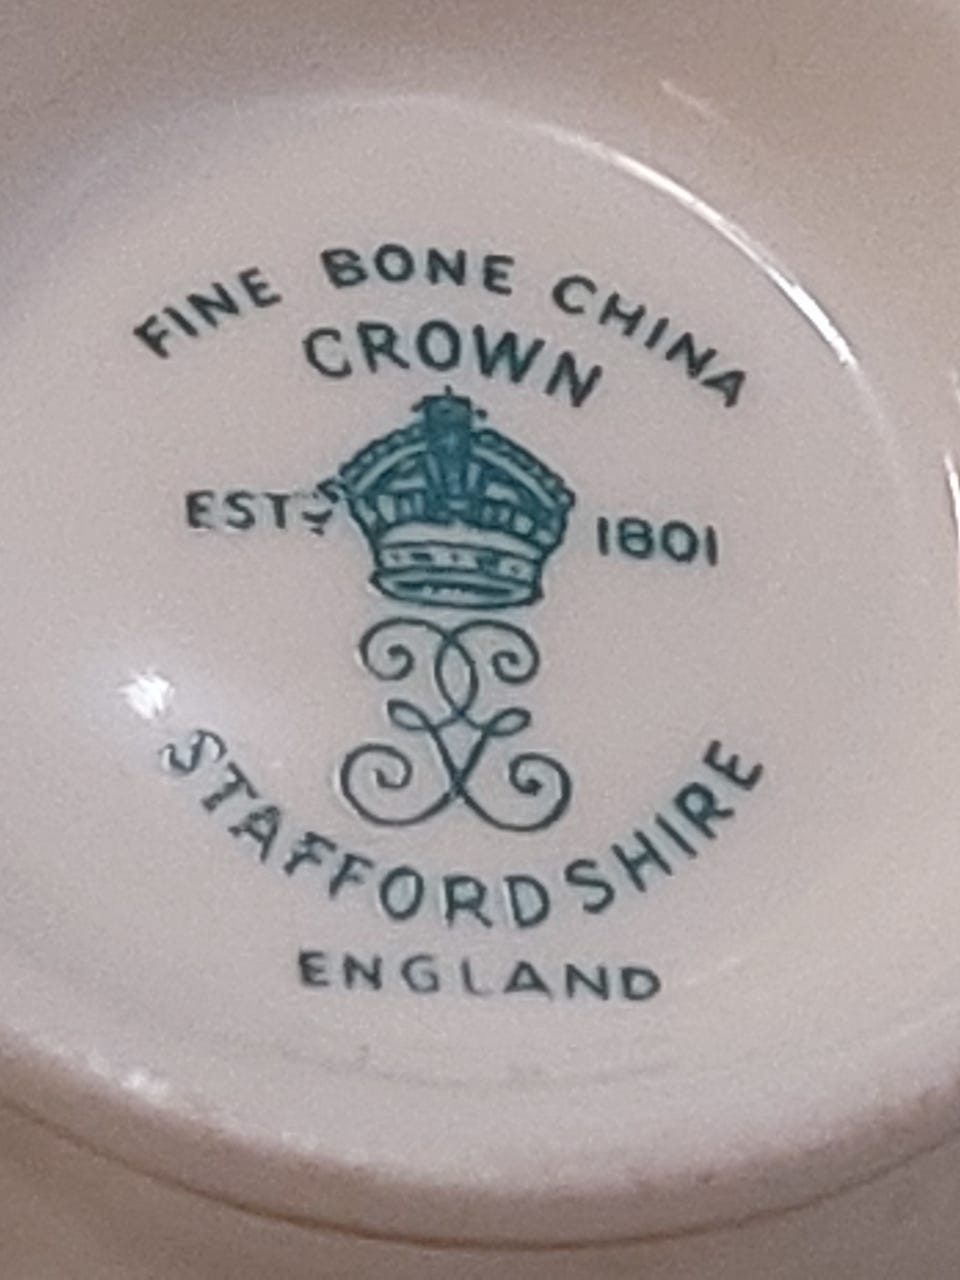 FINE BONE CHINA
CROWN
ESTD 1801
STAFFORDSHIRE
ENGLAND